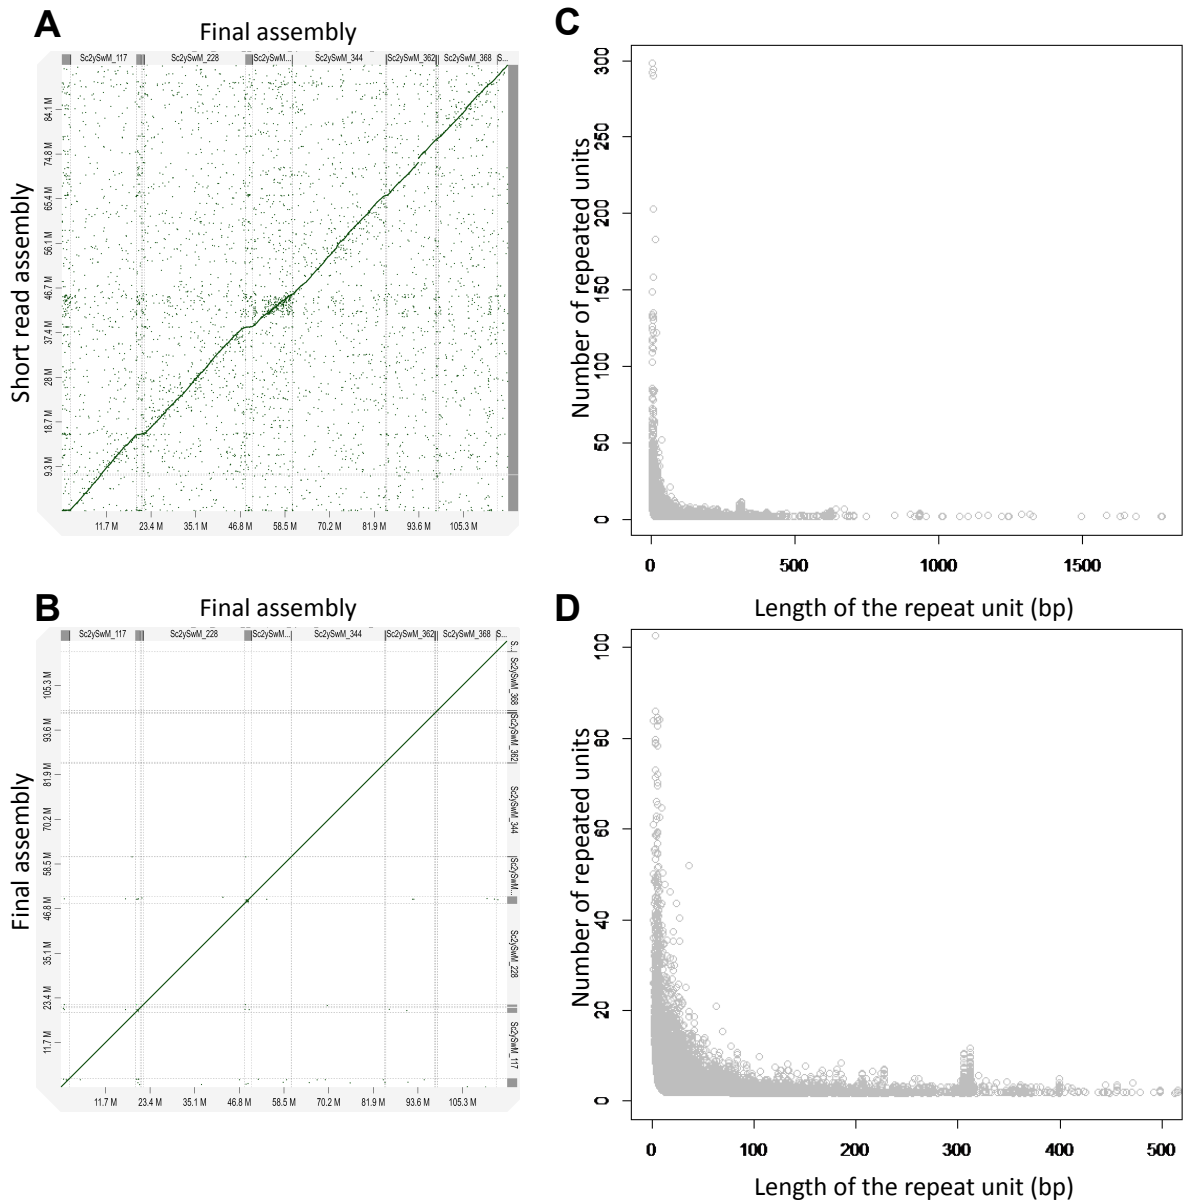 A
Final assembly
Sc2ySwM_117 Sc2ySwM_228 Sc2ySwM... Sc2ySwM_344 Sc2ySwM_362 Sc2ySwM_368 S...
Short read assembly
84.1 M
74.8 M
65.4 M
56.1 M
46.7 M
37.4 M
28 M
18.7 M
9.3 M
11.7 M 23.4 M 35.1 M 46.8 M 58.5 M 70.2 M 81.9 M 93.6 M 105.3 M
C
Number of repeated units
300
250
200
150
100
50
0
0 500 1000 1500
Length of the repeat unit (bp)
B
Final assembly
Sc2ySwM_117 Sc2ySwM_228 Sc2ySwM... Sc2ySwM_344 Sc2ySwM_362 Sc2ySwM_368 S...
Final assembly
105.3 M
93.6 M
81.9 M
70.2 M
58.5 M
46.8 M
35.1 M
23.4 M
11.7 M
S...
Sc2ySwM_368
Sc2ySwM_362
Sc2ySwM_344
Sc2ySwM...
Sc2ySwM_228
Sc2ySwM_117
11.7 M 23.4 M 35.1 M 46.8 M 58.5 M 70.2 M 81.9 M 93.6 M 105.3 M
D
Number of repeated units
100
80
60
40
20
0
0 100 200 300 400 500
Length of the repeat unit (bp)